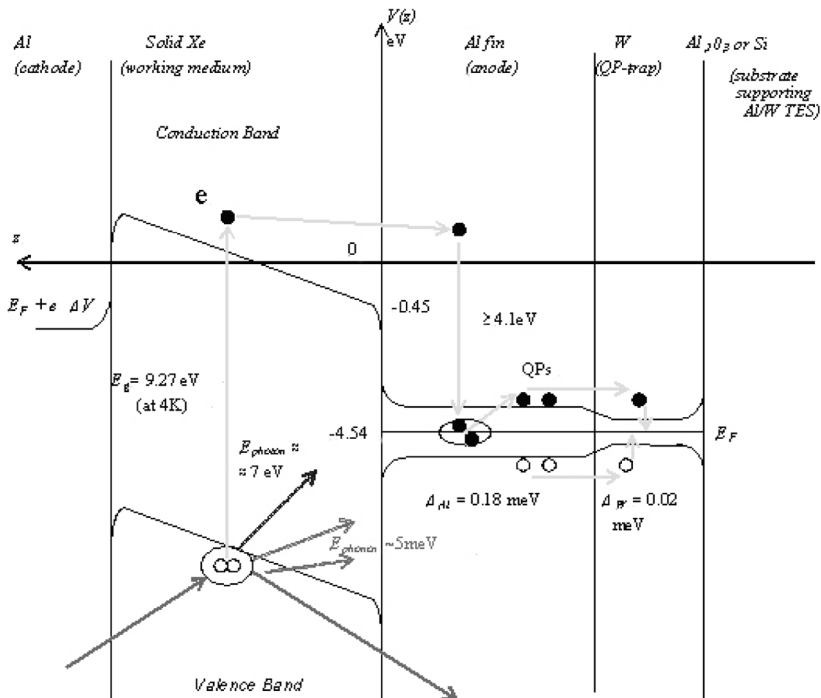 Al
(cathode)
Solid Xe
(working medium)
V(z)
eV
Al fin
(anode)
W
(QP-trap)
Al₂O₃ or Si
(substrate
supporting
Al/W TES)
Conduction Band
e
z
0
E_F + e ΔV
-0.45
≥4.1eV
E_g = 9.27 eV
(at 4K)
QPs
-4.54
E_F
E_photon ≈
≈ 7 eV
Δ_Al = 0.18 meV
Δ_W = 0.02
meV
E_phonon ~5meV
Valence Band